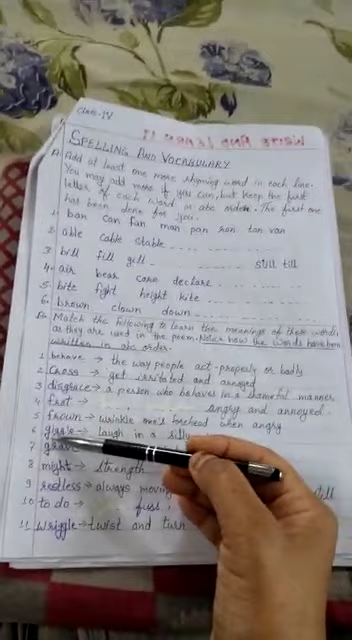 Class-IV
SPELLING AND VOCABULARY
A. Add at least one more rhyming word in each line.
You may add more if you can, but keep the first
letter of each word in abc order. The first one
has been done for you.
1. ban can fan man pan ran tan van
2. able cable stable
3. bill fill gill still till
4. air bear care declare
5. bite fight height kite
6. brown clown down
B. Match the following to learn the meanings of these words
as they are used in the poem. Notice how the words have been
written in abc order.
1 behave → the way people act-properly or badly
2 cross → get irritated and annoyed
3 disgrace → a person who behaves in a shameful manner
4 fret → angry and annoyed
5 frown → wrinkle one's forehead when angry
6 giggle → laugh in a silly
7 grave
8 might → strength
9 restless → always moving
10 to do → fuss
11 wriggle → twist and turn